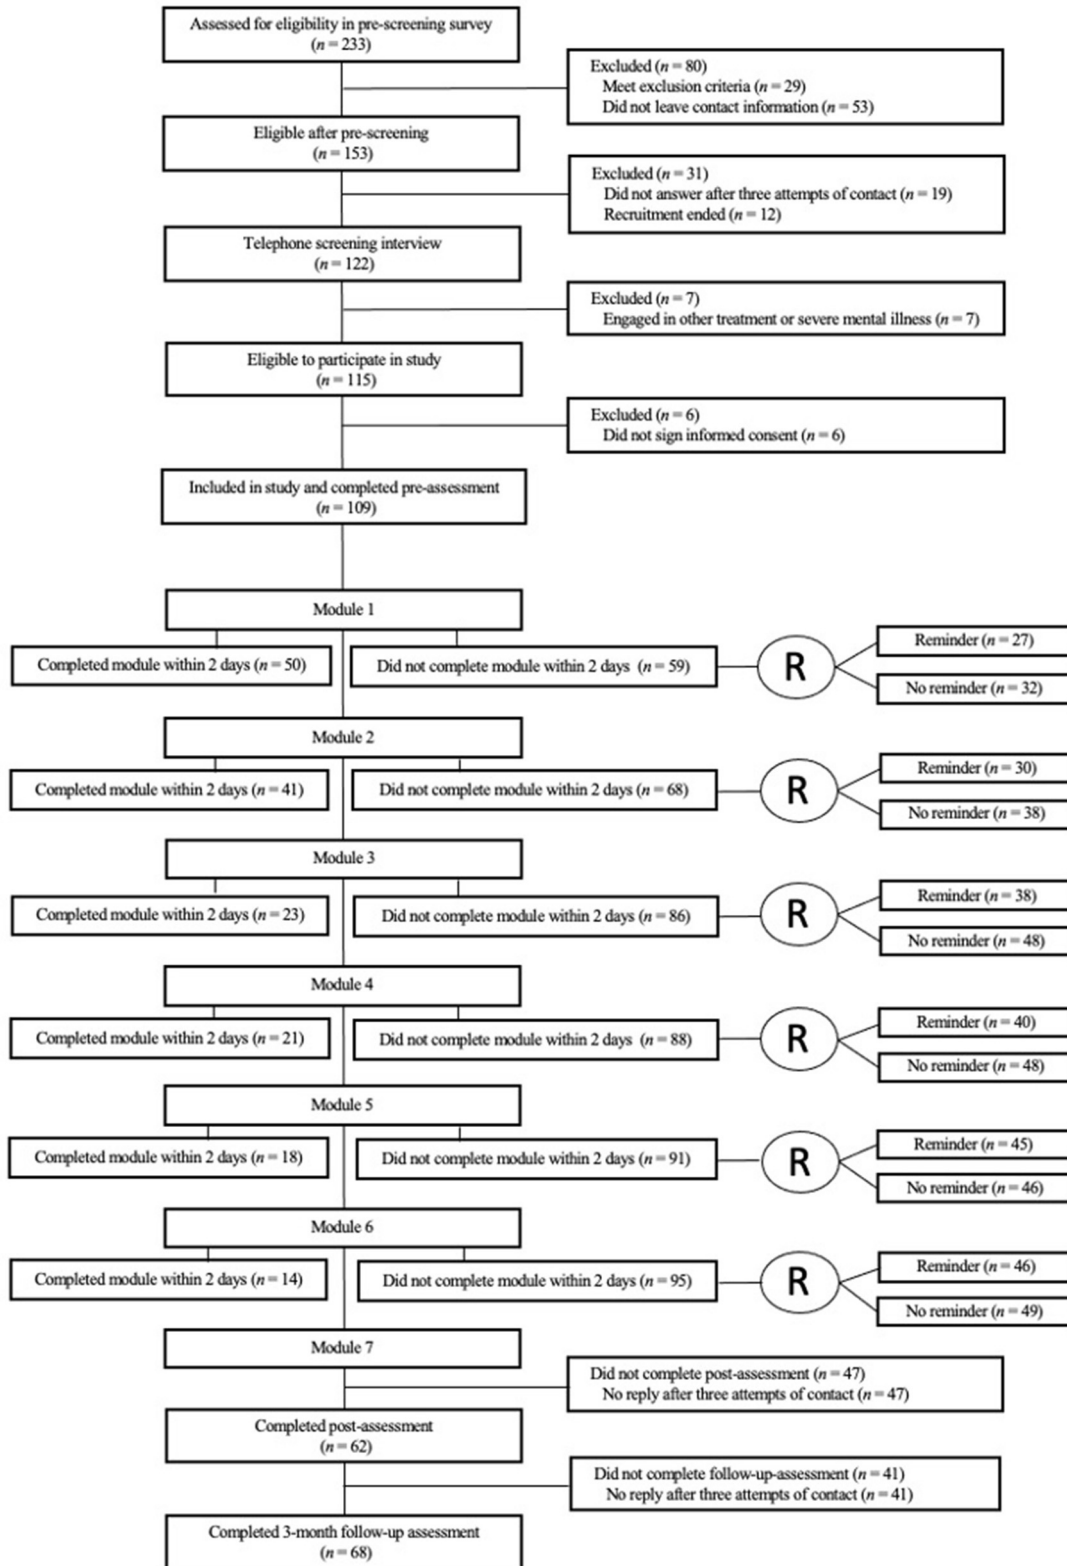 Assessed for eligibility in pre-screening survey
(n = 233)
Excluded (n = 80)
Meet exclusion criteria (n = 29)
Did not leave contact information (n = 53)
Eligible after pre-screening
(n = 153)
Excluded (n = 31)
Did not answer after three attempts of contact (n = 19)
Recruitment ended (n = 12)
Telephone screening interview
(n = 122)
Excluded (n = 7)
Engaged in other treatment or severe mental illness (n = 7)
Eligible to participate in study
(n = 115)
Excluded (n = 6)
Did not sign informed consent (n = 6)
Included in study and completed pre-assessment
(n = 109)
Module 1
Completed module within 2 days (n = 50)
Did not complete module within 2 days (n = 59)
R
Reminder (n = 27)
No reminder (n = 32)
Module 2
Completed module within 2 days (n = 41)
Did not complete module within 2 days (n = 68)
R
Reminder (n = 30)
No reminder (n = 38)
Module 3
Completed module within 2 days (n = 23)
Did not complete module within 2 days (n = 86)
R
Reminder (n = 38)
No reminder (n = 48)
Module 4
Completed module within 2 days (n = 21)
Did not complete module within 2 days (n = 88)
R
Reminder (n = 40)
No reminder (n = 48)
Module 5
Completed module within 2 days (n = 18)
Did not complete module within 2 days (n = 91)
R
Reminder (n = 45)
No reminder (n = 46)
Module 6
Completed module within 2 days (n = 14)
Did not complete module within 2 days (n = 95)
R
Reminder (n = 46)
No reminder (n = 49)
Module 7
Did not complete post-assessment (n = 47)
No reply after three attempts of contact (n = 47)
Completed post-assessment
(n = 62)
Did not complete follow-up-assessment (n = 41)
No reply after three attempts of contact (n = 41)
Completed 3-month follow-up assessment
(n = 68)